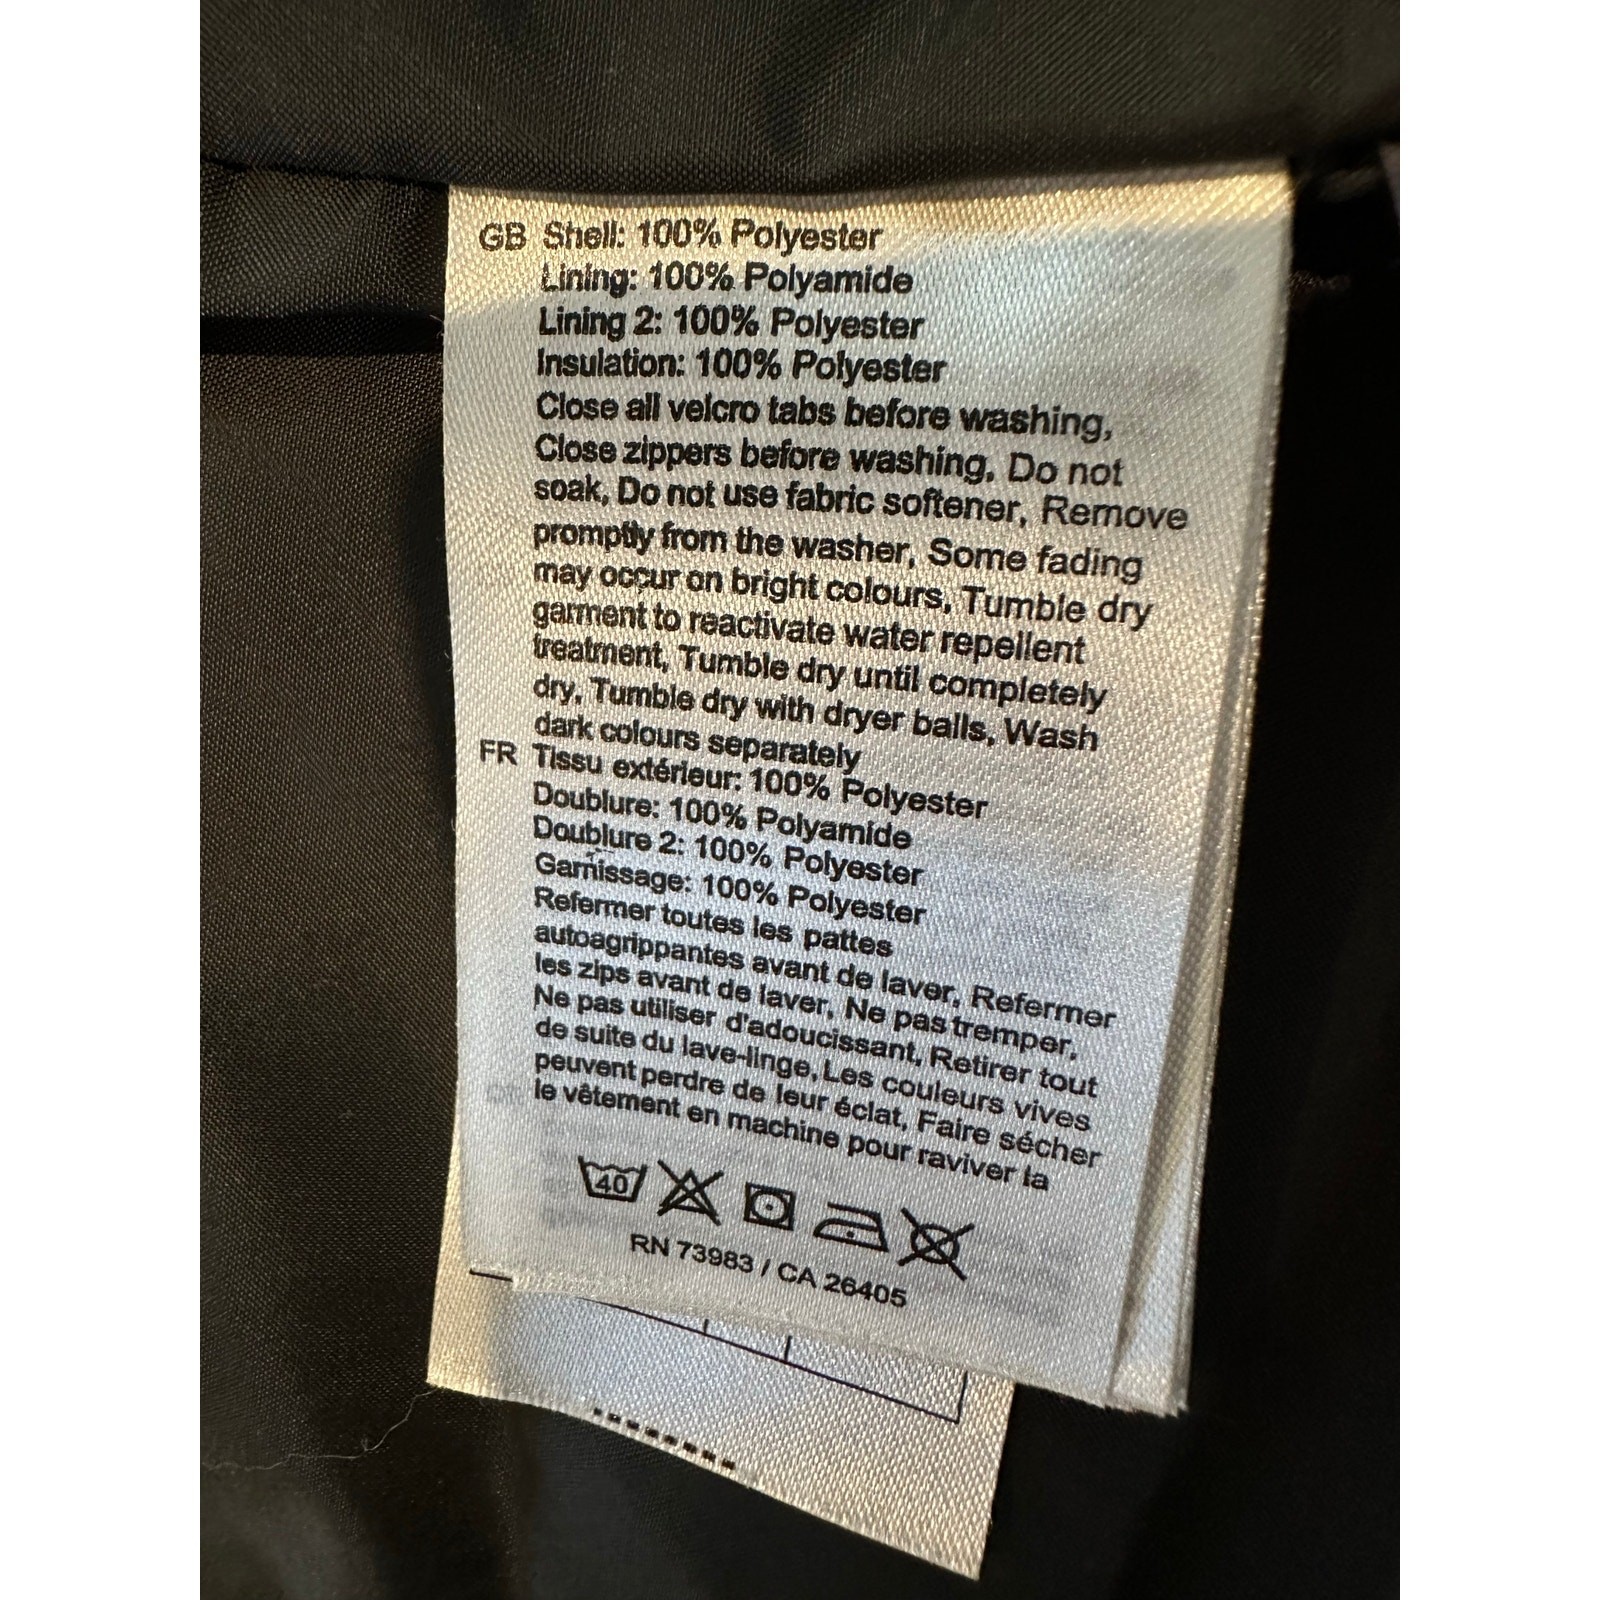 GB Shell: 100% Polyester
Lining: 100% Polyamide
Lining 2: 100% Polyester
Insulation: 100% Polyester
Close all velcro tabs before washing,
Close zippers before washing, Do not
soak, Do not use fabric softener, Remove
promptly from the washer, Some fading
may occur on bright colours, Tumble dry
garment to reactivate water repellent
treatment, Tumble dry until completely
dry, Tumble dry with dryer balls, Wash
dark colours separately
FR Tissu extérieur: 100% Polyester
Doublure: 100% Polyamide
Doublure 2: 100% Polyester
Garnissage: 100% Polyester
Refermer toutes les pattes
autoagrippantes avant de laver, Refermer
les zips avant de laver, Ne pas tremper,
Ne pas utiliser d'adoucissant, Retirer tout
de suite du lave-linge, Les couleurs vives
peuvent perdre de leur éclat, Faire sécher
le vêtement en machine pour raviver la
40
RN 73983 / CA 26405